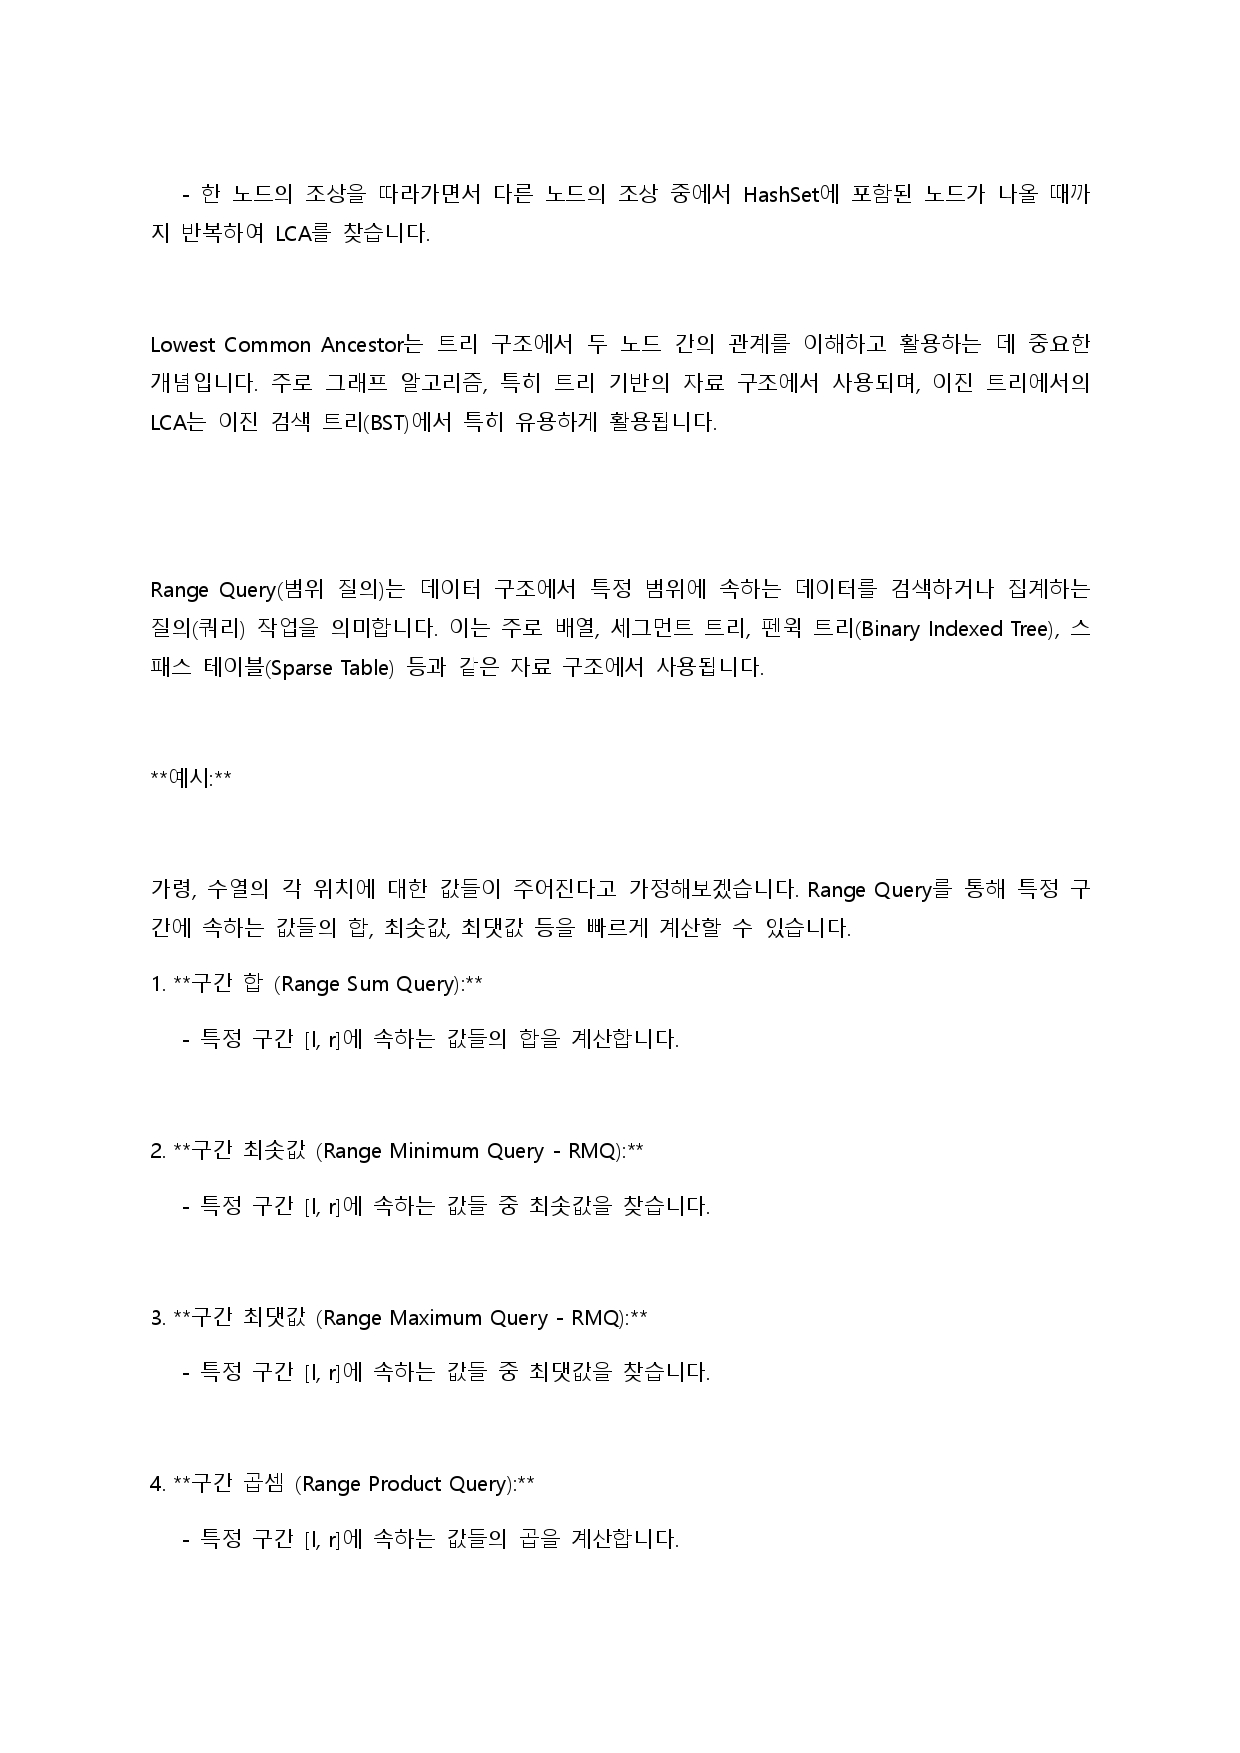 - 한 노드의 조상을 따라가면서 다른 노드의 조상 중에서 HashSet에 포함된 노드가 나올 때까
지 반복하여 LCA를 찾습니다.
Lowest Common Ancestor는 트리 구조에서 두 노드 간의 관계를 이해하고 활용하는 데 중요한
개념입니다. 주로 그래프 알고리즘, 특히 트리 기반의 자료 구조에서 사용되며, 이진 트리에서의
LCA는 이진 검색 트리(BST)에서 특히 유용하게 활용됩니다.
Range Query(범위 질의)는 데이터 구조에서 특정 범위에 속하는 데이터를 검색하거나 집계하는
질의(쿼리) 작업을 의미합니다. 이는 주로 배열, 세그먼트 트리, 펜윅 트리(Binary Indexed Tree), 스
패스 테이블(Sparse Table) 등과 같은 자료 구조에서 사용됩니다.
**예시:**
가령, 수열의 각 위치에 대한 값들이 주어진다고 가정해보겠습니다. Range Query를 통해 특정 구
간에 속하는 값들의 합, 최솟값, 최댓값 등을 빠르게 계산할 수 있습니다.
1. **구간 합 (Range Sum Query):**
- 특정 구간 [l, r]에 속하는 값들의 합을 계산합니다.
2. **구간 최솟값 (Range Minimum Query - RMQ):**
- 특정 구간 [l, r]에 속하는 값들 중 최솟값을 찾습니다.
3. **구간 최댓값 (Range Maximum Query - RMQ):**
- 특정 구간 [l, r]에 속하는 값들 중 최댓값을 찾습니다.
4. **구간 곱셈 (Range Product Query):**
- 특정 구간 [l, r]에 속하는 값들의 곱을 계산합니다.